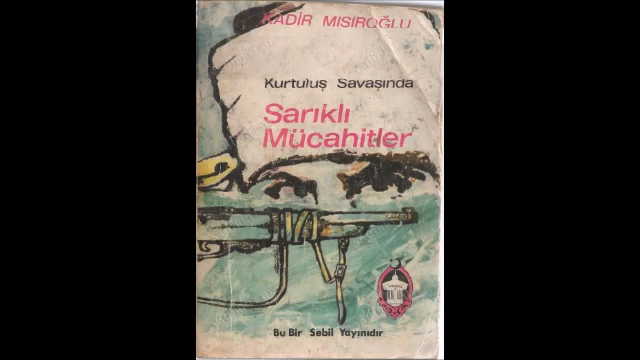 KADİR MISIROĞLU
Kurtuluş Savaşında
Sarıklı
Mücahitler
Bu Bir Sebil Yayınıdır